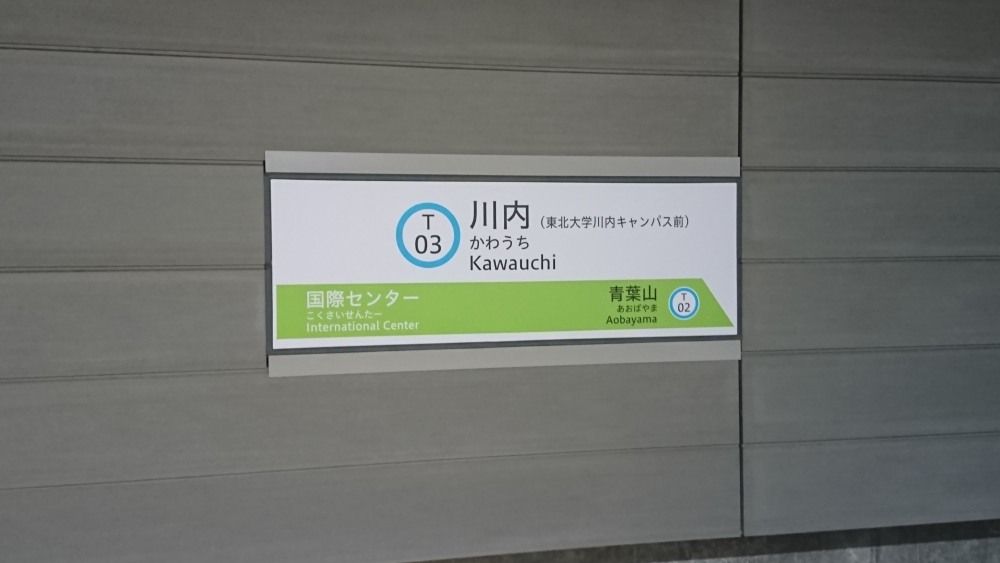 T
03
川内（東北大学川内キャンパス前）
かわうち
Kawauchi
国際センター
こくさいせんたー
International Center
青葉山
あおばやま
Aobayama
T
02